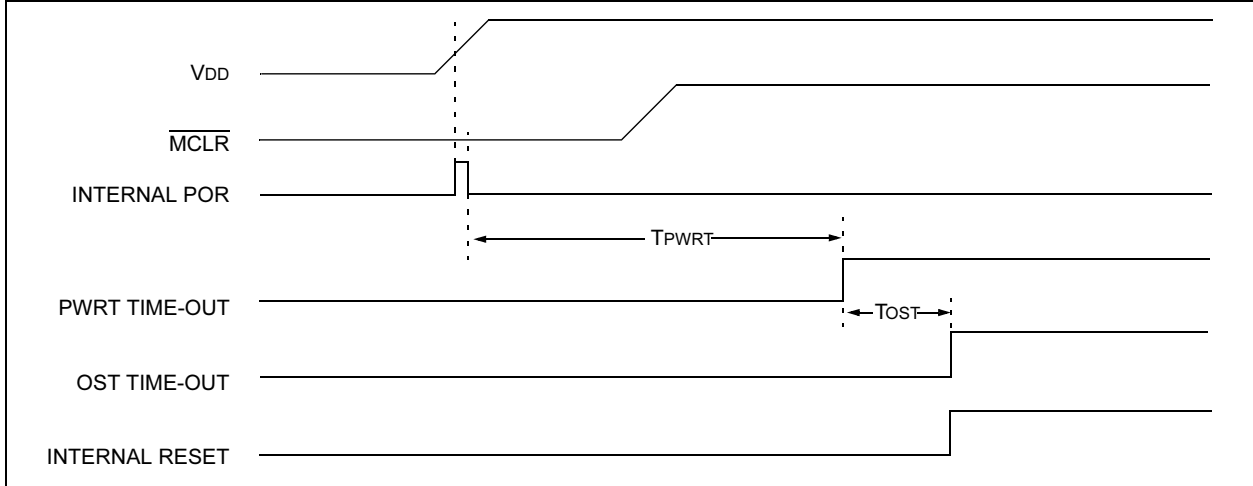 VDD
MCLR
INTERNAL POR
TPWRT
PWRT TIME-OUT
TOST
OST TIME-OUT
INTERNAL RESET